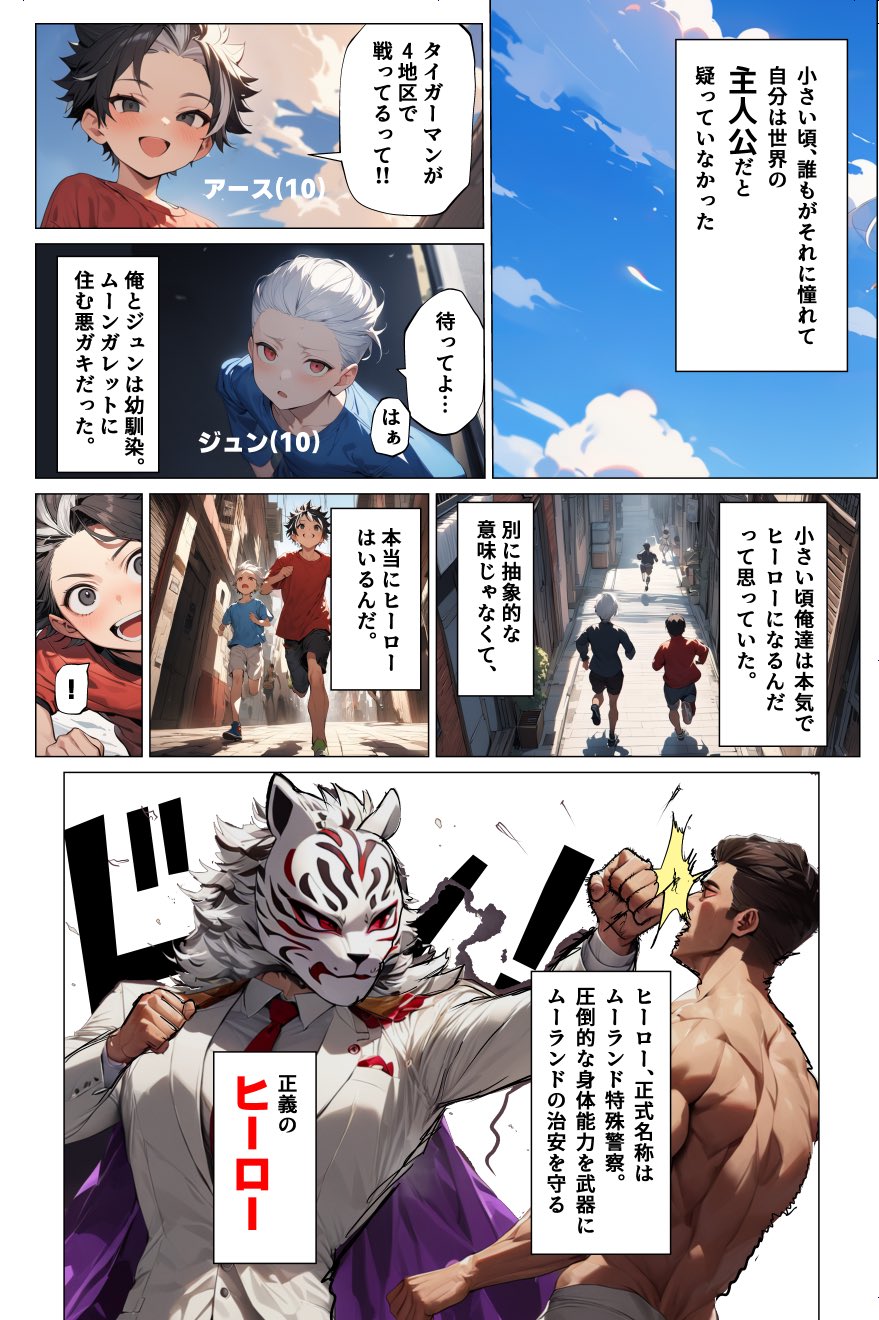 小さい頃、誰もがそれに憧れて
自分は世界の
主人公だと
疑っていなかった
タイガーマンが
4地区で
戦ってるって!!
アース(10)
待ってよ…
はぁ
ジュン(10)
俺とジュンは幼馴染。
ムーンガレットに
住む悪ガキだった。
小さい頃俺達は本気で
ヒーローになるんだ
って思っていた。
別に抽象的な
意味じゃなくて、
本当にヒーロー
はいるんだ。
!
ドン!
ヒーロー、正式名称は
ムーランド特殊警察。
圧倒的な身体能力を武器に
ムーランドの治安を守る
正義の
ヒーロー